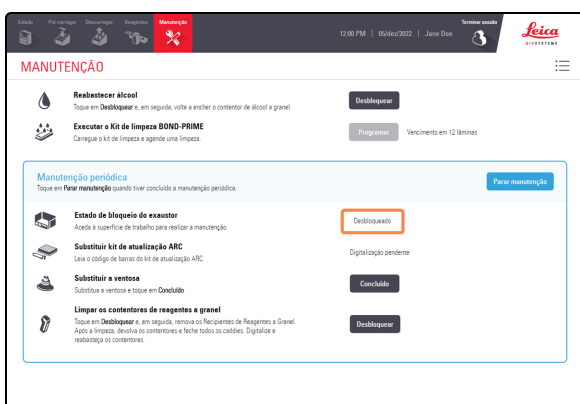 Estado Pré-carregar Descarregar Reagentes Manutenção
12:00 PM | 05/dez/2022 | Jane Doe
Terminar sessão
Leica
BIOSYSTEMS
MANUTENÇÃO
Reabastecer álcool
Toque em Desbloquear e, em seguida, volte a encher o contentor de álcool a granel.
Desbloquear
Executar o Kit de limpeza BOND-PRIME
Carregue o kit de limpeza e agende uma limpeza.
Programar Vencimento em 12 lâminas
Manutenção periódica
Toque em Parar manutenção quando tiver concluído a manutenção periódica.
Parar manutenção
Estado de bloqueio do exaustor
Aceda à superfície de trabalho para realizar a manutenção.
Desbloqueado
Substituir kit de atualização ARC
Leia o código de barras do kit de atualização ARC.
Digitalização pendente
Substituir a ventosa
Substitua a ventosa e toque em Concluído
Concluído
Limpar os contentores de reagentes a granel
Toque em Desbloquear e, em seguida, remova os Recipientes de Reagentes a Granel.
Após a limpeza, devolva os contentores e feche todos os caddies. Digitalize e
reabasteça os contentores.
Desbloquear